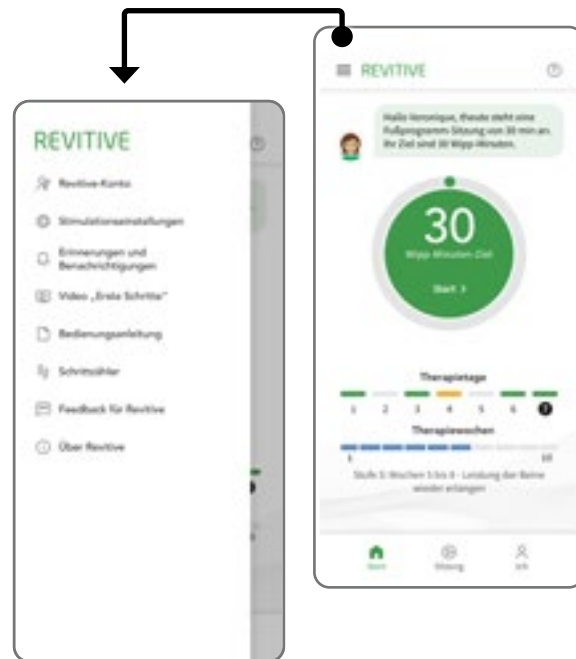 REVITIVE
Revitive-Konto
Stimulationseinstellungen
Erinnerungen und
Benachrichtigungen
Video „Erste Schritte“
Bedienungsanleitung
Schrittzähler
Feedback für Revitive
Über Revitive
REVITIVE
Hallo Veronique, theute steht eine
Fußprogramm-Sitzung von 30 min an.
Ihr Ziel sind 30 Wipp-Minuten.
30
Wipp-Minuten-Ziel
Start >
Therapietage
1 2 3 4 5 6 7
Therapiewochen
1 10
Stufe 3: Wochen 5 bis 8 - Leistung der Beine
wieder erlangen
Start Sitzung Ich